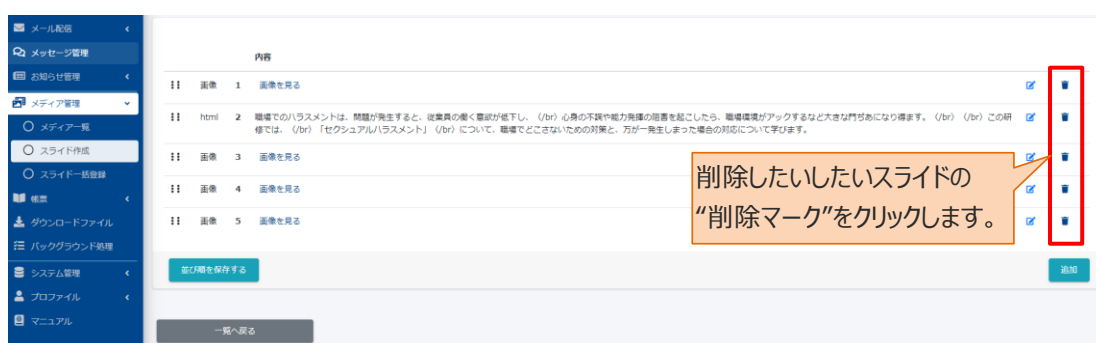 メール配信
メッセージ管理
お知らせ管理
メディア管理
メディア一覧
スライド作成
スライド一括登録
帳票
ダウンロードファイル
バックグラウンド処理
システム管理
プロファイル
マニュアル
内容
画像 1 画像を見る
html 2 職場でのハラスメントは、問題が発生すると、従業員の働く意欲が低下し、〈/br〉心身の不調や能力発揮の阻害を起こしたら、職場環境がアックするなど大きな門ちあになり得ます。〈/br〉〈/br〉この研
修では、〈/br〉「セクシュアルハラスメント」〈/br〉について、職場でどこさないための対策と、万が一発生しまった場合の対応について学びます。
画像 3 画像を見る
画像 4 画像を見る
画像 5 画像を見る
削除したいしたいスライドの
“削除マーク”をクリックします。
並び順を保存する
追加
一覧へ戻る